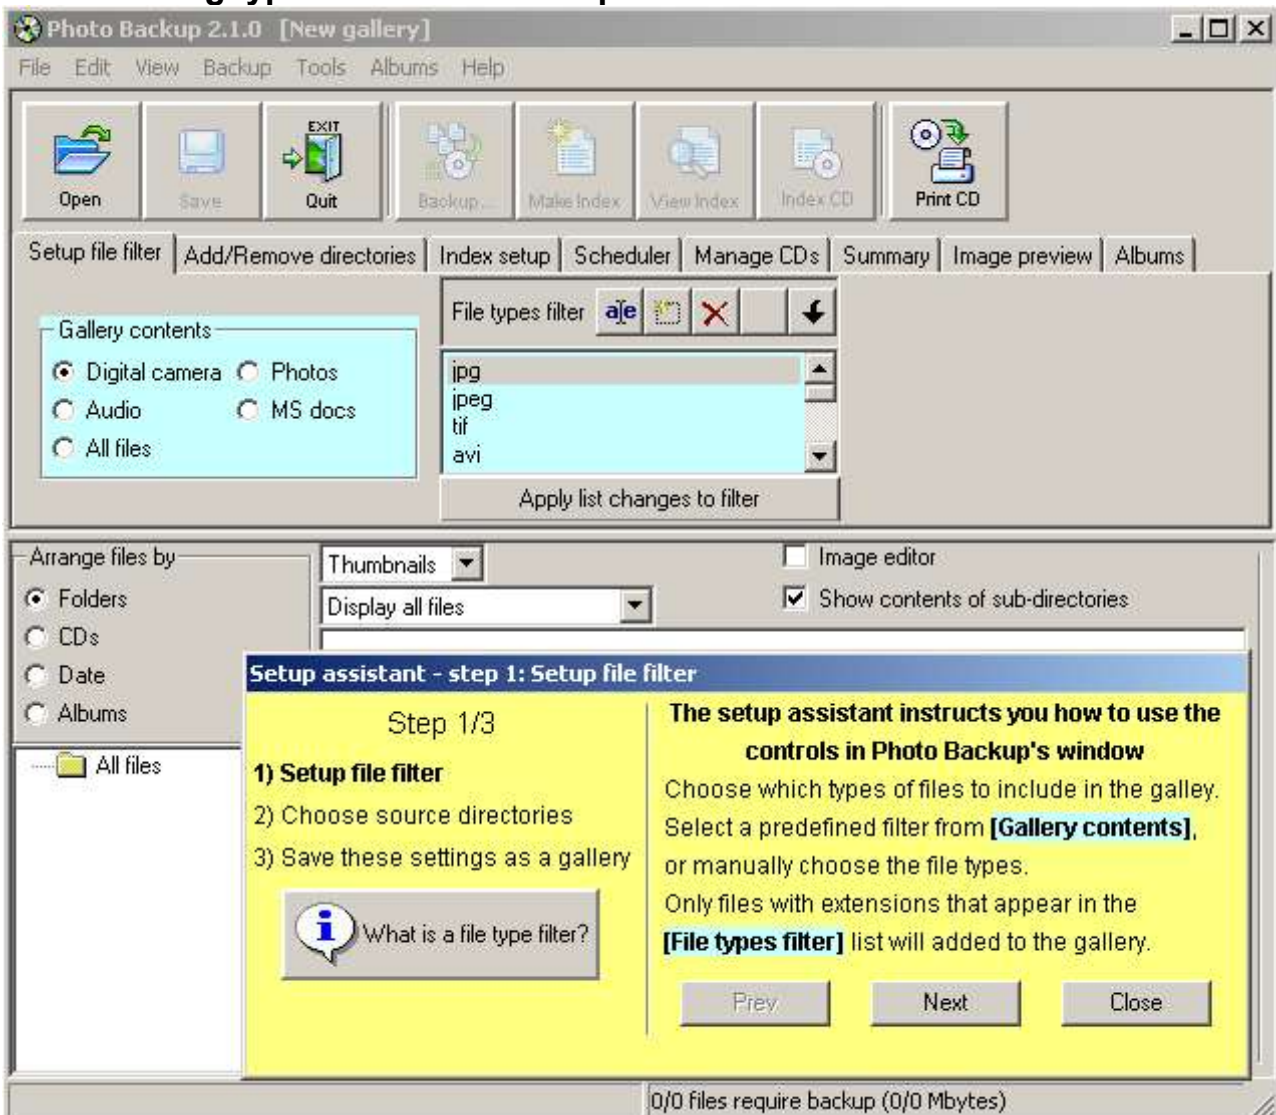 Photo Backup 2.1.0 [New gallery]
File Edit View Backup Tools Albums Help
EXIT
Open Save Quit Backup... Make Index View Index Index CD Print CD
Setup file filter Add/Remove directories Index setup Scheduler Manage CDs Summary Image preview Albums
File types filter a|e
Gallery contents
Digital camera Photos
Audio MS docs
All files
jpg
jpeg
tif
avi
Apply list changes to filter
Arrange files by
Folders
CDs
Date
Albums
Thumbnails
Display all files
Image editor
Show contents of sub-directories
All files
Setup assistant - step 1: Setup file filter
Step 1/3
1) Setup file filter
2) Choose source directories
3) Save these settings as a gallery
What is a file type filter?
The setup assistant instructs you how to use the
controls in Photo Backup's window
Choose which types of files to include in the galley.
Select a predefined filter from [Gallery contents],
or manually choose the file types.
Only files with extensions that appear in the
[File types filter] list will added to the gallery.
Prev Next Close
0/0 files require backup (0/0 Mbytes)